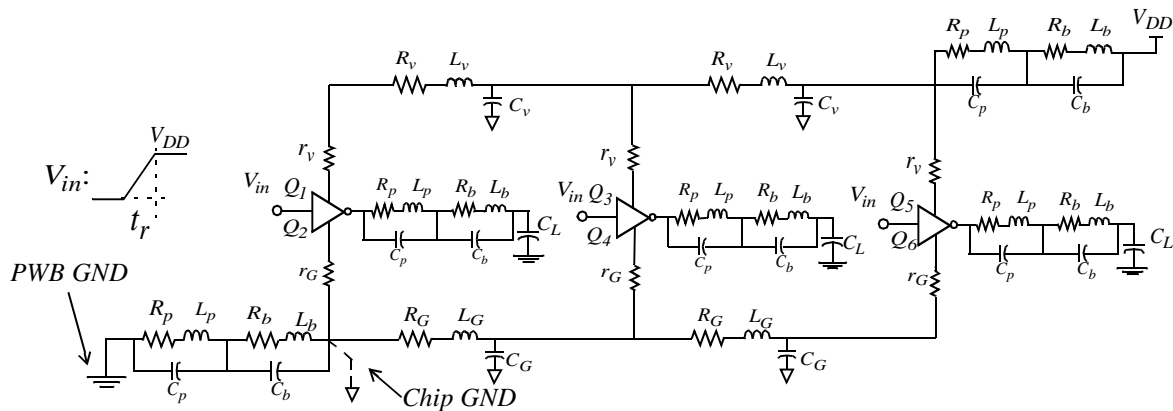 R_p L_p R_b L_b V_DD
R_v L_v R_v L_v
C_v C_v C_p C_b
V_DD
V_in:
t_r
r_v r_v r_v
V_in Q_1 R_p L_p R_b L_b V_in Q_3 R_p L_p R_b L_b V_in Q_5 R_p L_p R_b L_b
Q_2 C_L Q_4 C_L Q_6 C_L
C_p C_b C_p C_b C_p C_b
PWB GND r_G r_G r_G
R_p L_p R_b L_b R_G L_G R_G L_G
C_G C_G
C_p C_b Chip GND